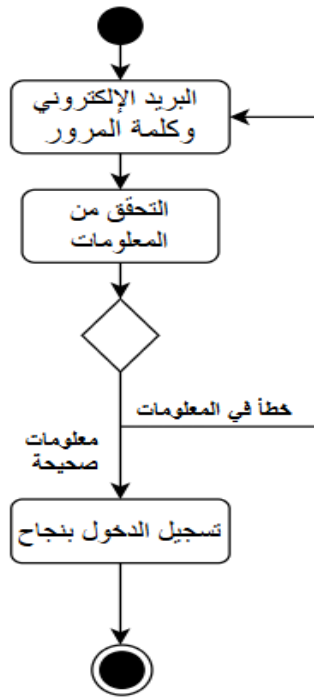 البريد الإلكتروني
وكلمة المرور
التحقق من
المعلومات
خطأ في المعلومات
معلومات
صحيحة
تسجيل الدخول بنجاح